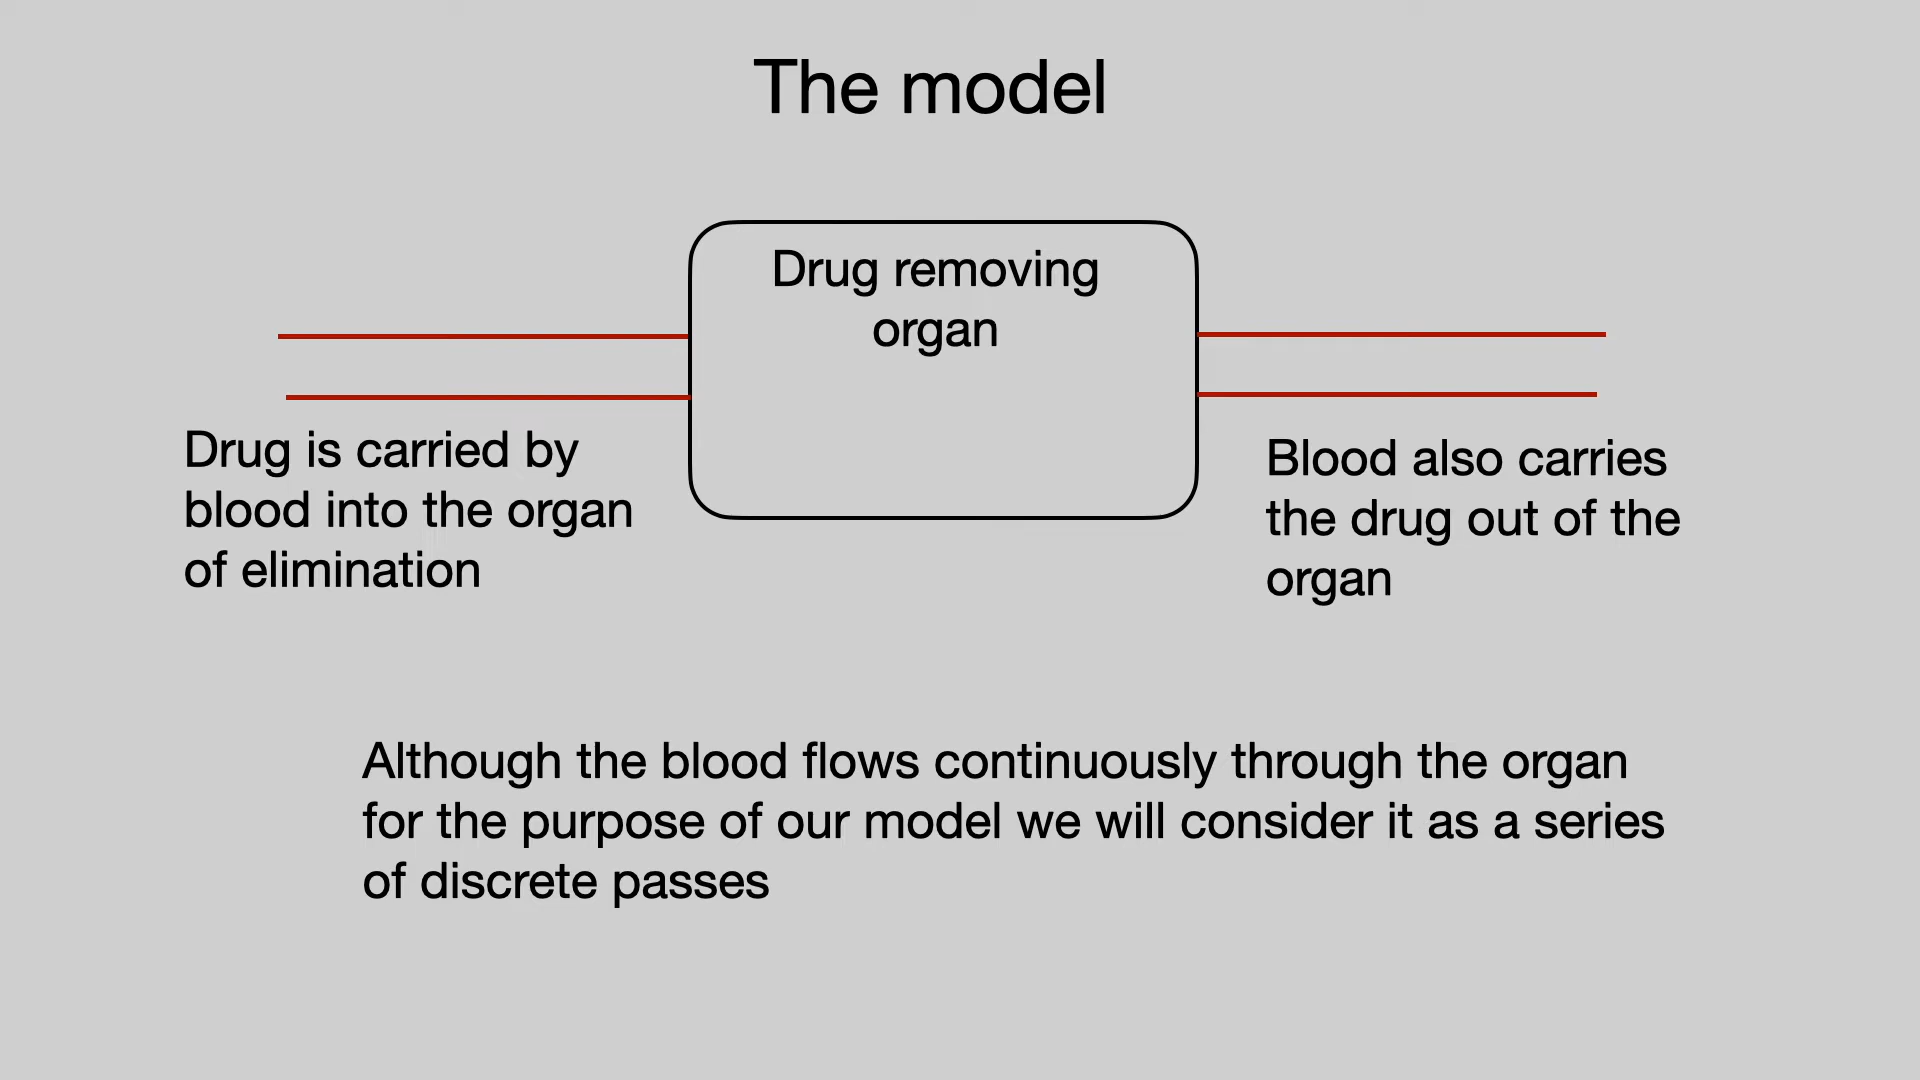 The model
Drug removing
organ
Drug is carried by
blood into the organ
of elimination
Blood also carries
the drug out of the
organ
Although the blood flows continuously through the organ
for the purpose of our model we will consider it as a series
of discrete passes